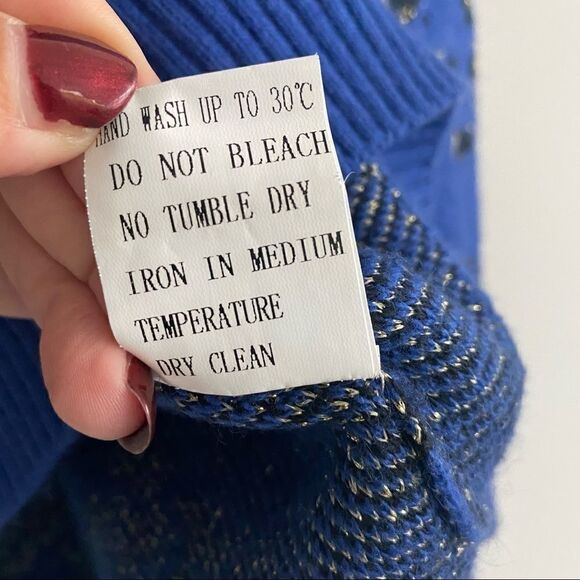 HAND WASH UP TO 30℃
DO NOT BLEACH
NO TUMBLE DRY
IRON IN MEDIUM
TEMPERATURE
DRY CLEAN